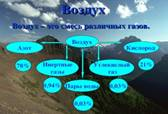 Воздух
Воздух – это смесь различных газов.
Воздух
Азот
Кислород
78%
Инертные газы
Углекислый газ
21%
0,94%
Пары воды
0,03%
0,03%